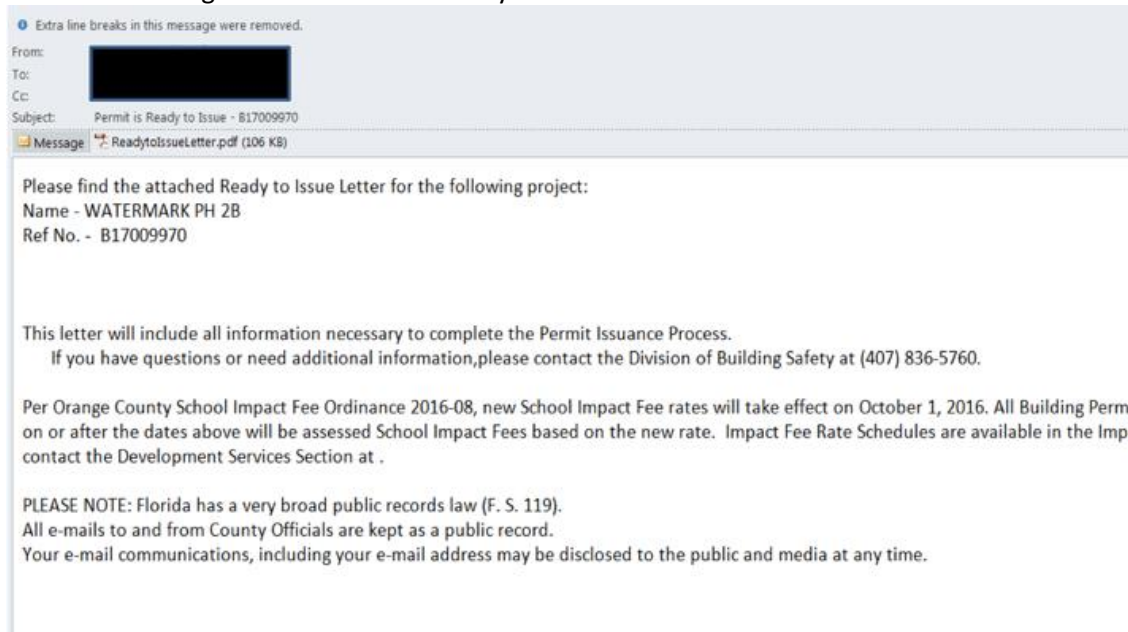 Extra line breaks in this message were removed.
From:
To:
Cc:
Subject: Permit is Ready to Issue - B17009970
Message ReadytoIssueLetter.pdf (106 KB)
Please find the attached Ready to Issue Letter for the following project:
Name - WATERMARK PH 2B
Ref No. - B17009970
This letter will include all information necessary to complete the Permit Issuance Process.
If you have questions or need additional information,please contact the Division of Building Safety at (407) 836-5760.
Per Orange County School Impact Fee Ordinance 2016-08, new School Impact Fee rates will take effect on October 1, 2016. All Building Perm
on or after the dates above will be assessed School Impact Fees based on the new rate. Impact Fee Rate Schedules are available in the Imp
contact the Development Services Section at .
PLEASE NOTE: Florida has a very broad public records law (F. S. 119).
All e-mails to and from County Officials are kept as a public record.
Your e-mail communications, including your e-mail address may be disclosed to the public and media at any time.